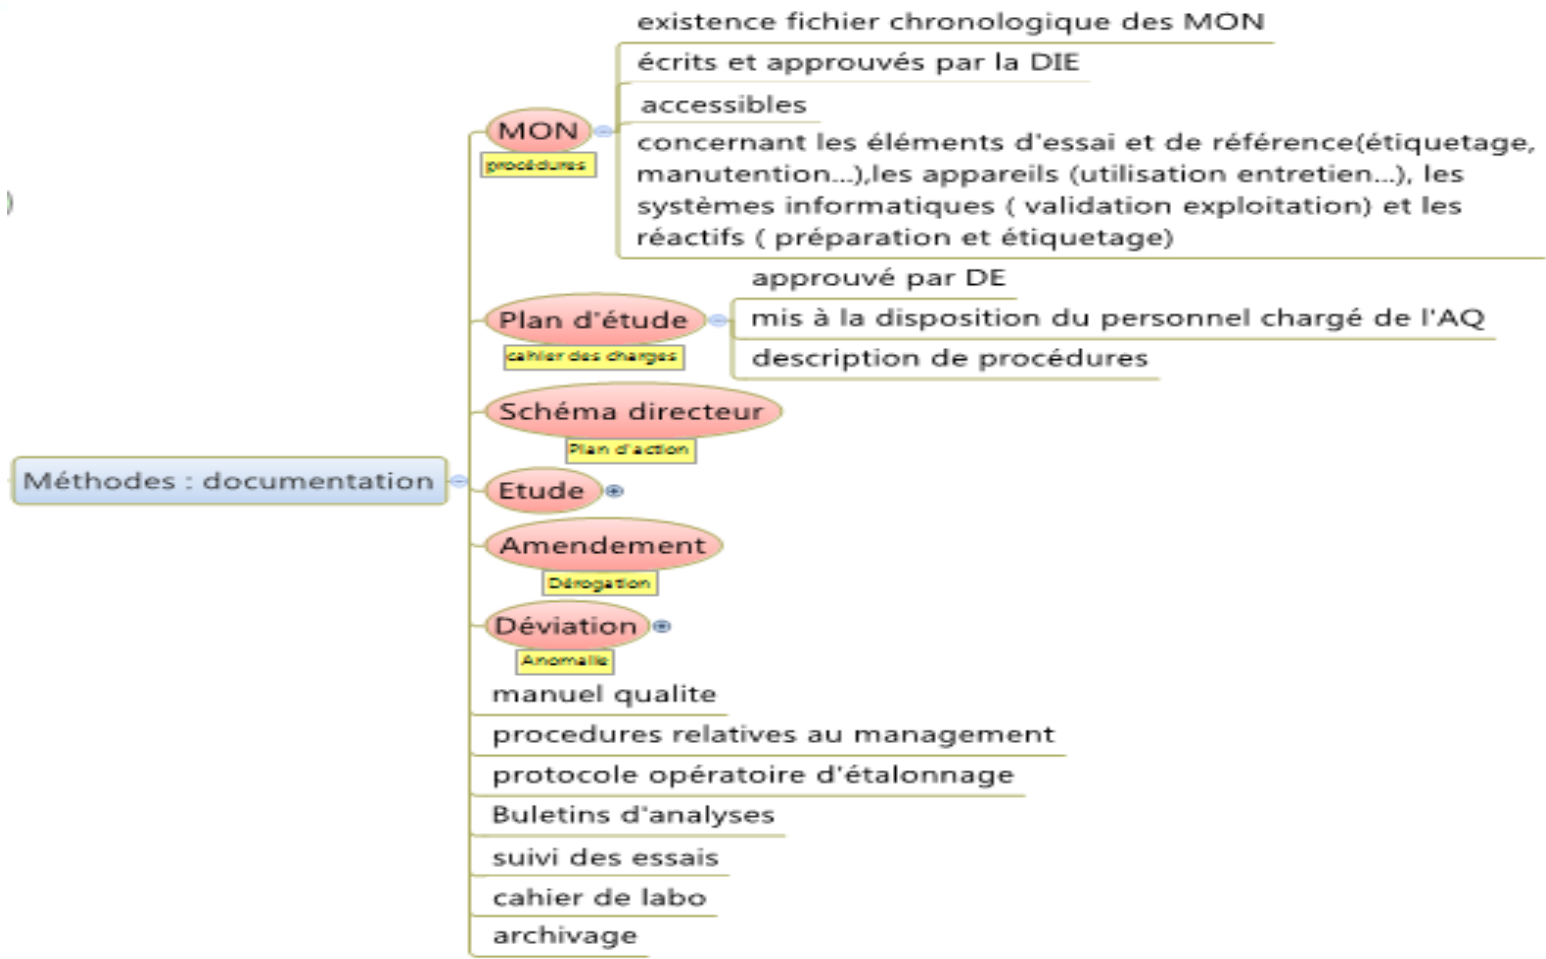 existence fichier chronologique des MON
écrits et approuvés par la DIE
accessibles
MON
procédures
concernant les éléments d'essai et de référence(étiquetage,
manutention...),les appareils (utilisation entretien...), les
systèmes informatiques ( validation exploitation) et les
réactifs ( préparation et étiquetage)
)
approuvé par DE
Plan d'étude
cahier des charges
mis à la disposition du personnel chargé de l'AQ
description de procédures
Schéma directeur
Plan d'action
Méthodes : documentation
Etude
Amendement
Dérogation
Déviation
Anomalie
manuel qualite
procedures relatives au management
protocole opératoire d'étalonnage
Buletins d'analyses
suivi des essais
cahier de labo
archivage